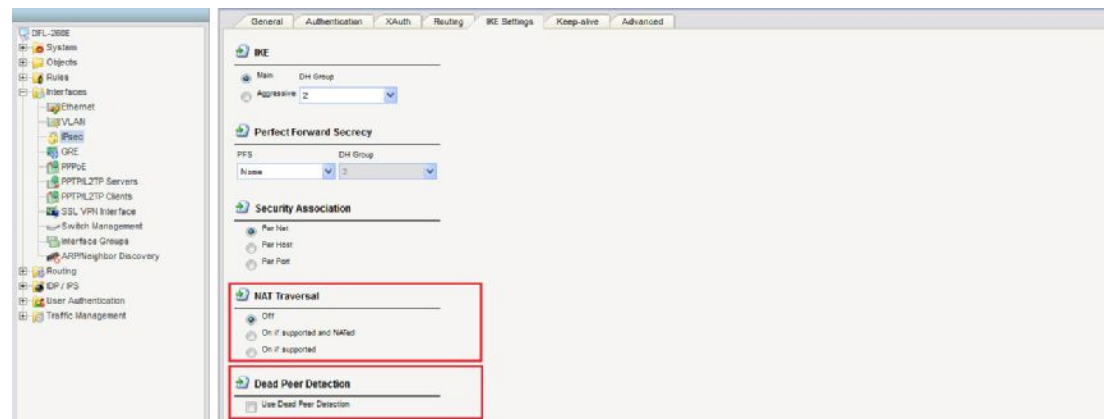 DFL-260E
System
Objects
Rules
Interfaces
Ethernet
VLAN
IPsec
GRE
PPPoE
PPTP/L2TP Servers
PPTP/L2TP Clients
SSL VPN Interface
Switch Management
Interface Groups
ARP/Neighbor Discovery
Routing
IDP / IPS
User Authentication
Traffic Management
General Authentication XAuth Routing IKE Settings Keep-alive Advanced
IKE
Main DH Group
Aggressive 2
Perfect Forward Secrecy
PFS DH Group
None 2
Security Association
Per Net
Per Host
Per Port
NAT Traversal
Off
On if supported and NATed
On if supported
Dead Peer Detection
Use Dead Peer Detection